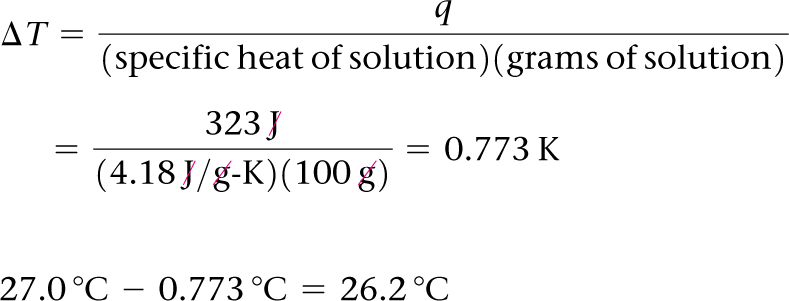 ΔT = q / (specific heat of solution)(grams of solution)
= 323 J / (4.18 J/g-K)(100 g) = 0.773 K
27.0 °C − 0.773 °C = 26.2 °C